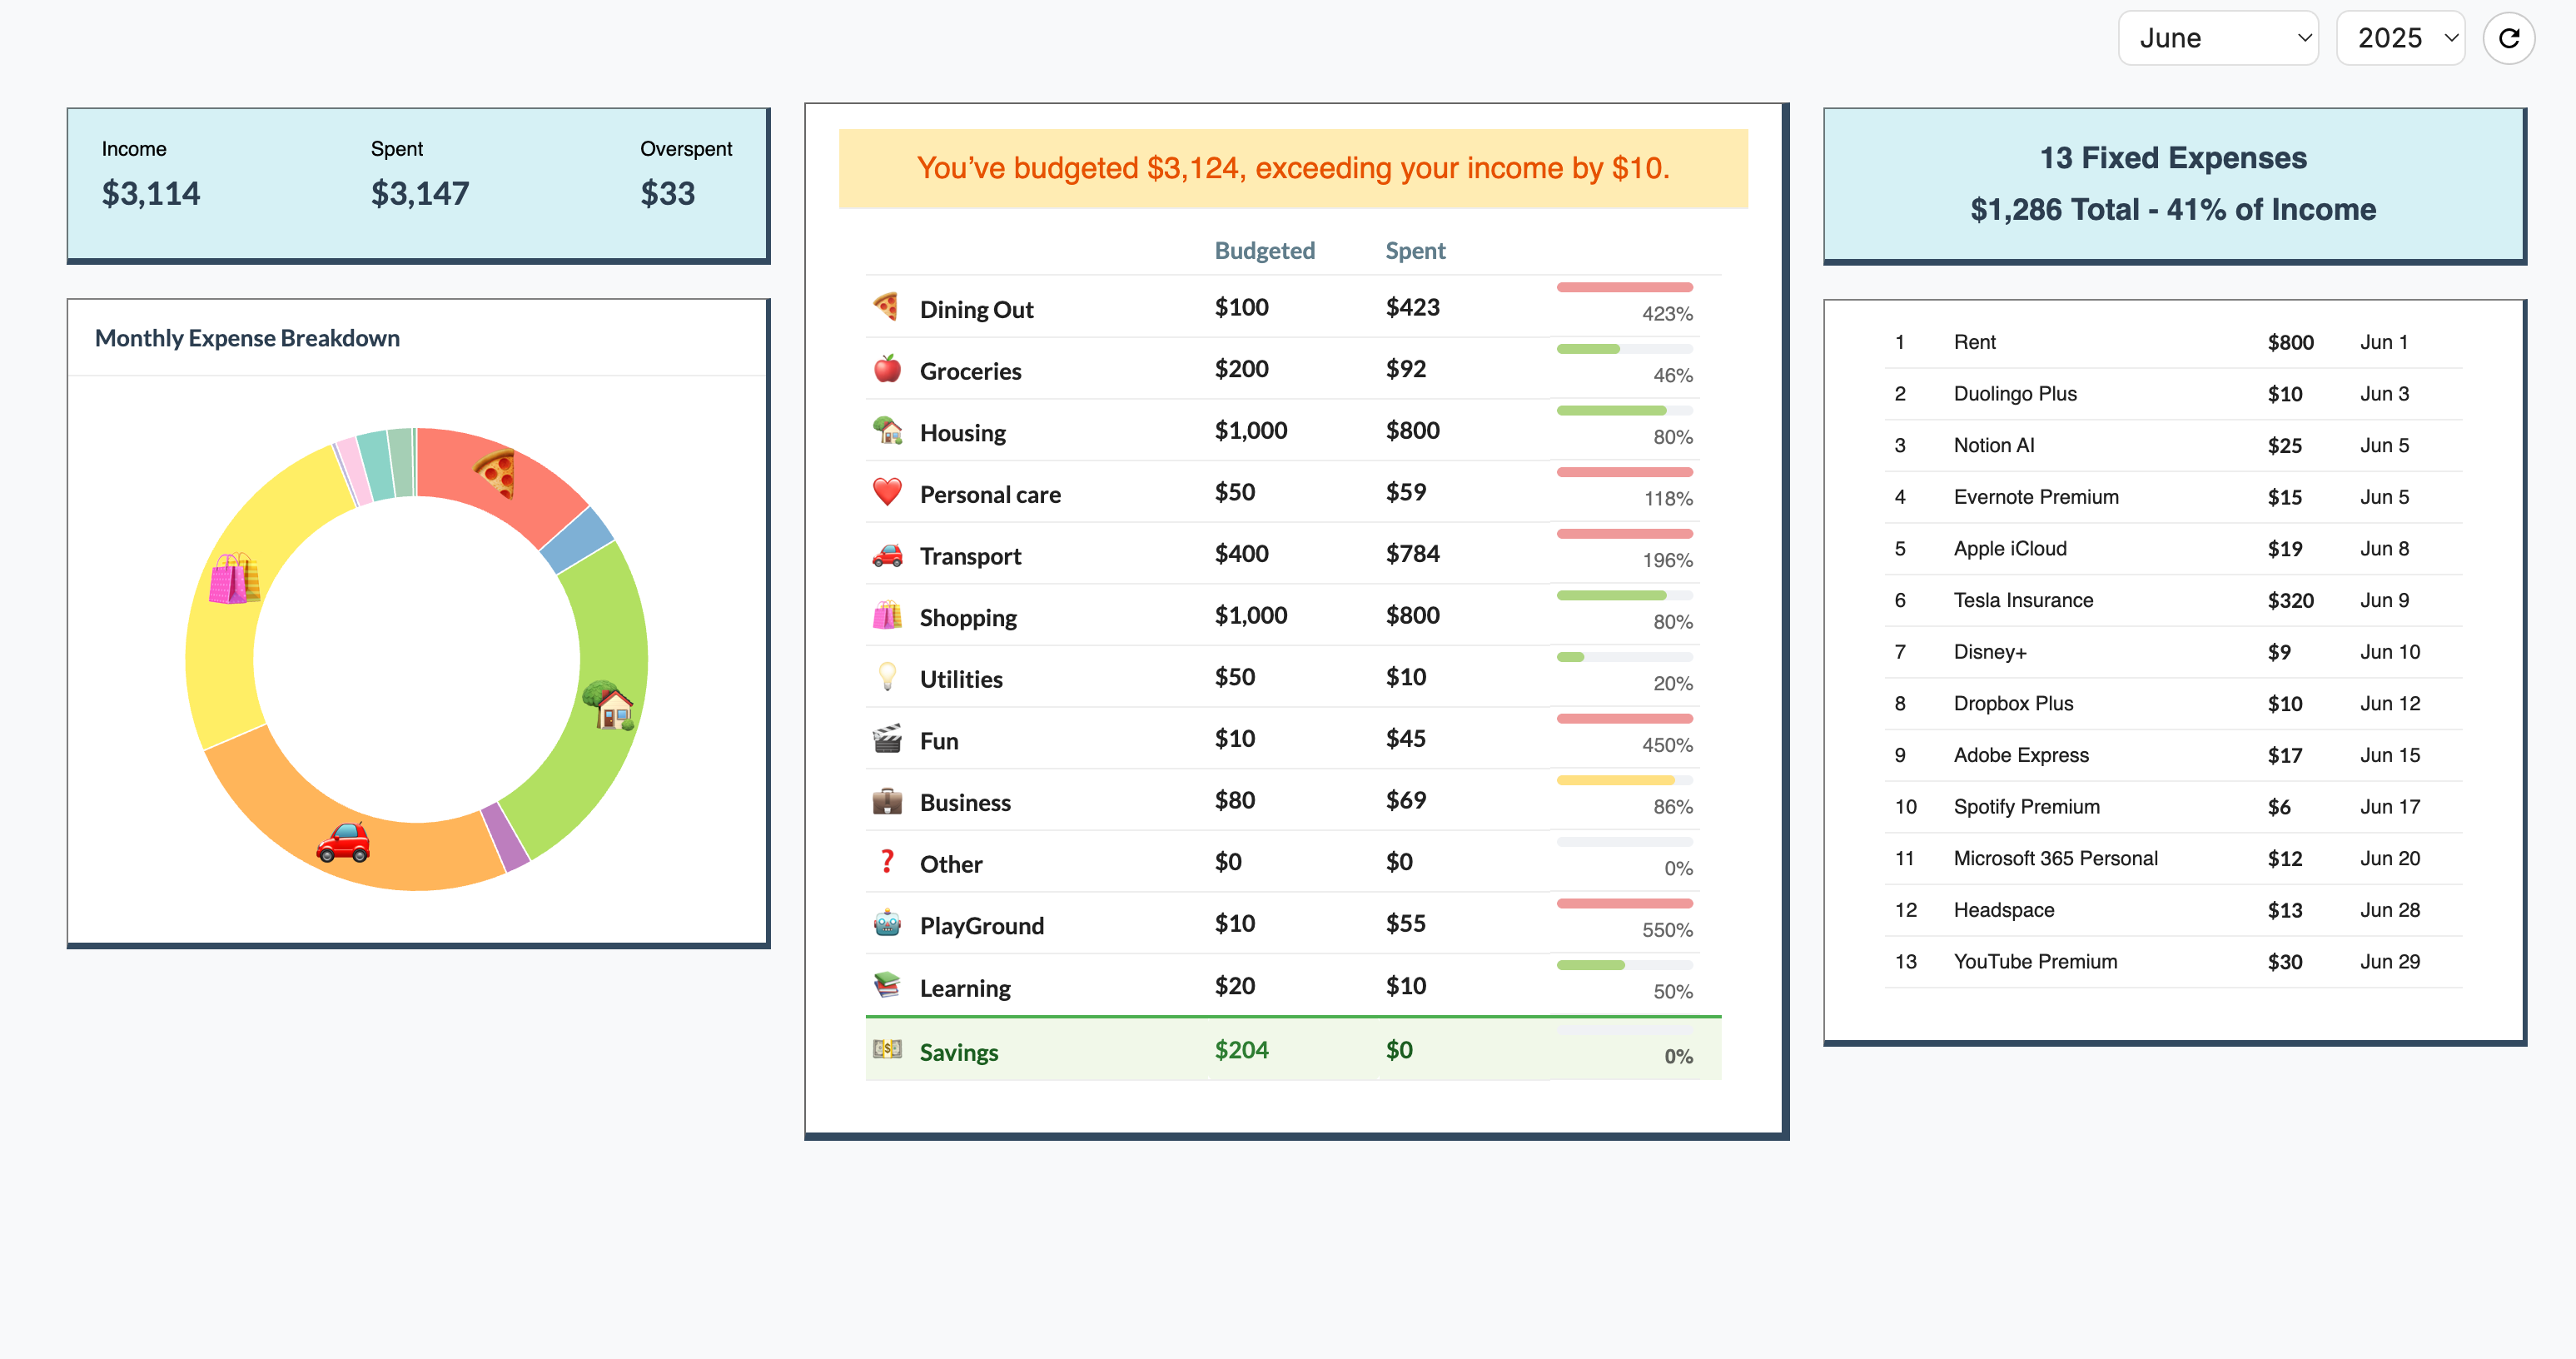 June 2025
Income Spent Overspent
$3,114 $3,147 $33
Monthly Expense Breakdown
You’ve budgeted $3,124, exceeding your income by $10.
Budgeted Spent
Dining Out $100 $423 423%
Groceries $200 $92 46%
Housing $1,000 $800 80%
Personal care $50 $59 118%
Transport $400 $784 196%
Shopping $1,000 $800 80%
Utilities $50 $10 20%
Fun $10 $45 450%
Business $80 $69 86%
Other $0 $0 0%
PlayGround $10 $55 550%
Learning $20 $10 50%
Savings $204 $0 0%
13 Fixed Expenses
$1,286 Total - 41% of Income
1 Rent $800 Jun 1
2 Duolingo Plus $10 Jun 3
3 Notion AI $25 Jun 5
4 Evernote Premium $15 Jun 5
5 Apple iCloud $19 Jun 8
6 Tesla Insurance $320 Jun 9
7 Disney+ $9 Jun 10
8 Dropbox Plus $10 Jun 12
9 Adobe Express $17 Jun 15
10 Spotify Premium $6 Jun 17
11 Microsoft 365 Personal $12 Jun 20
12 Headspace $13 Jun 28
13 YouTube Premium $30 Jun 29